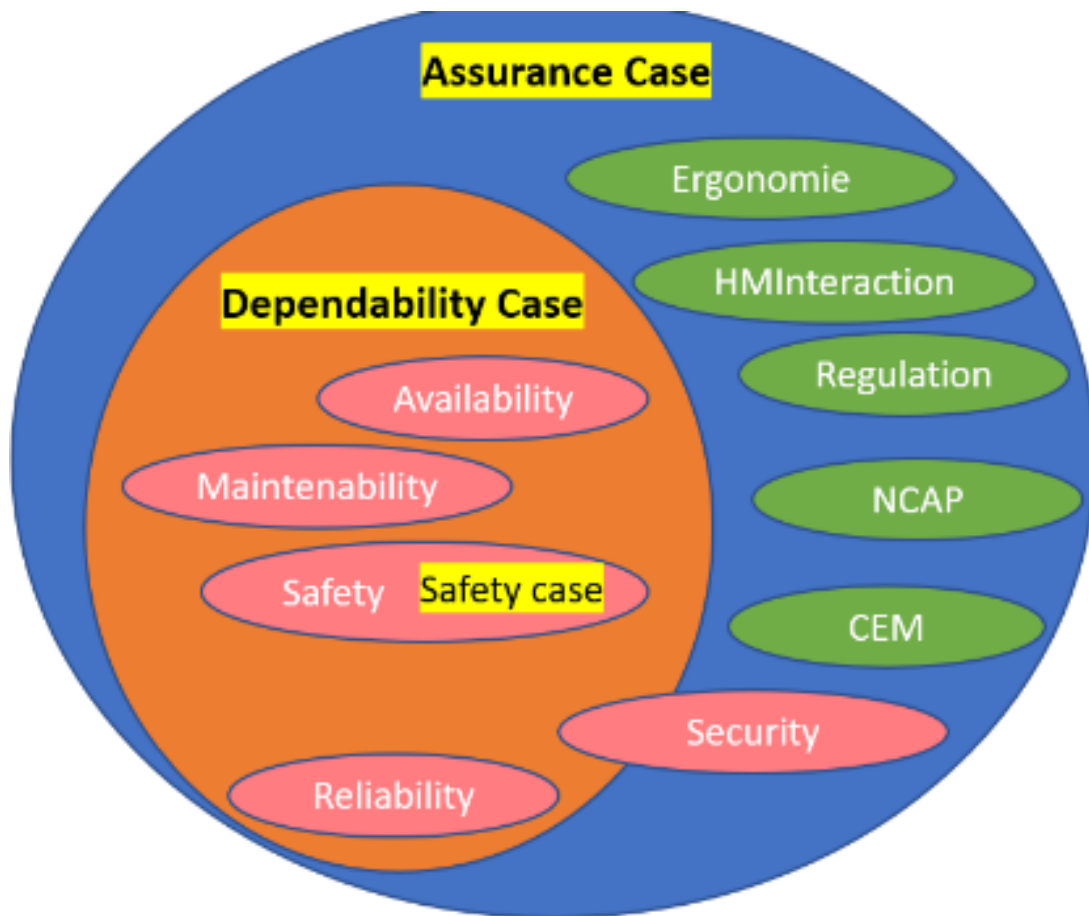 Assurance Case
Ergonomie
HMInteraction
Dependability Case
Regulation
Availability
Maintenability
NCAP
Safety Safety case
CEM
Security
Reliability